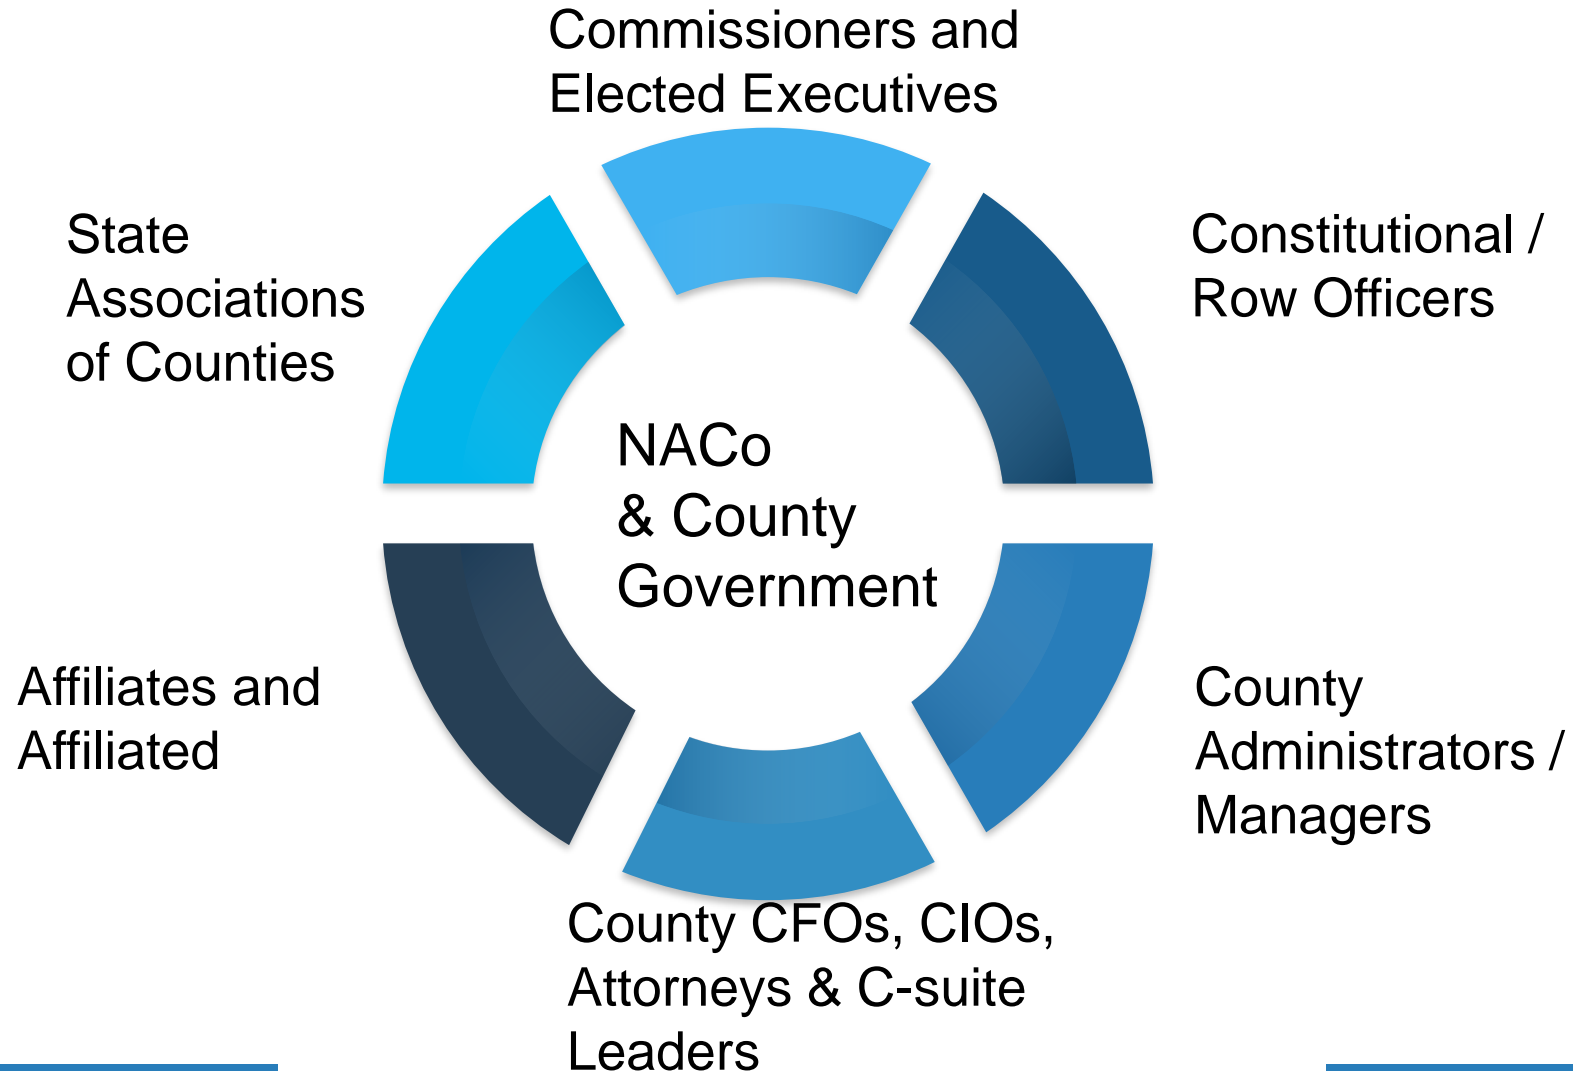 Commissioners and
Elected Executives
State
Associations
of Counties
Constitutional /
Row Officers
NACo
& County
Government
Affiliates and
Affiliated
County
Administrators /
Managers
County CFOs, CIOs,
Attorneys & C-suite
Leaders